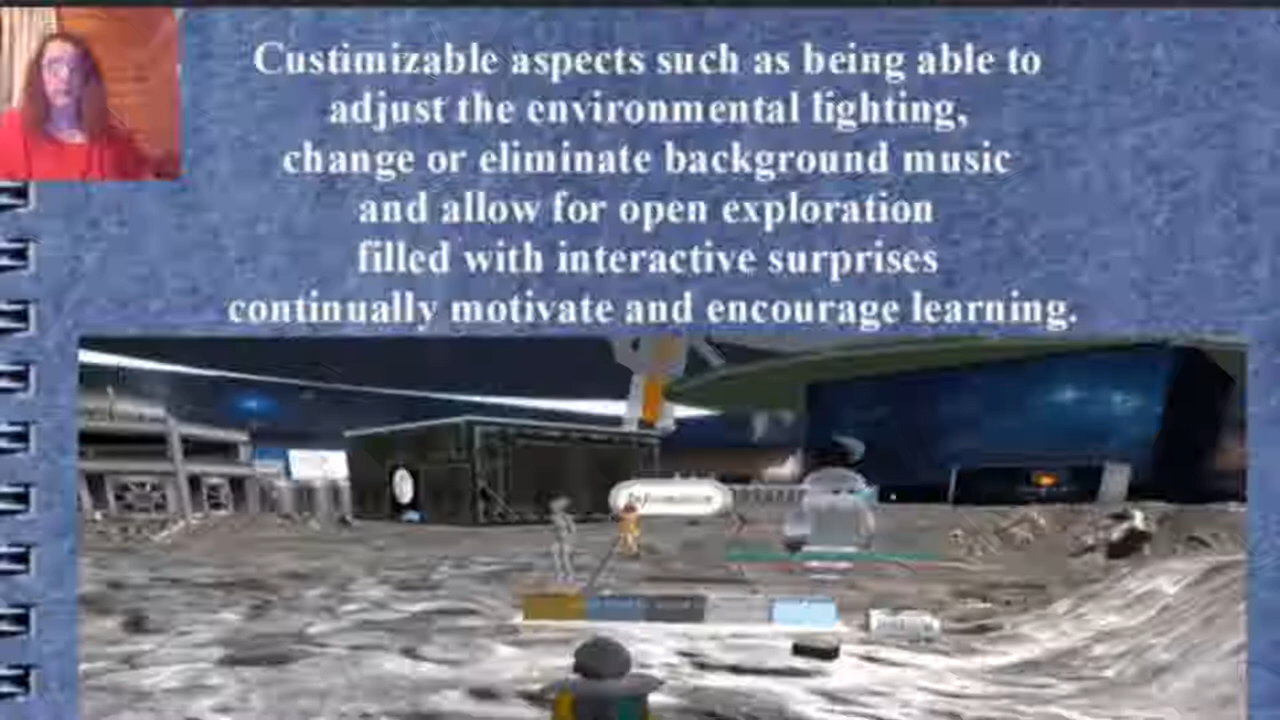 Custimizable aspects such as being able to
adjust the environmental lighting,
change or eliminate background music
and allow for open exploration
filled with interactive surprises
continually motivate and encourage learning.
Information